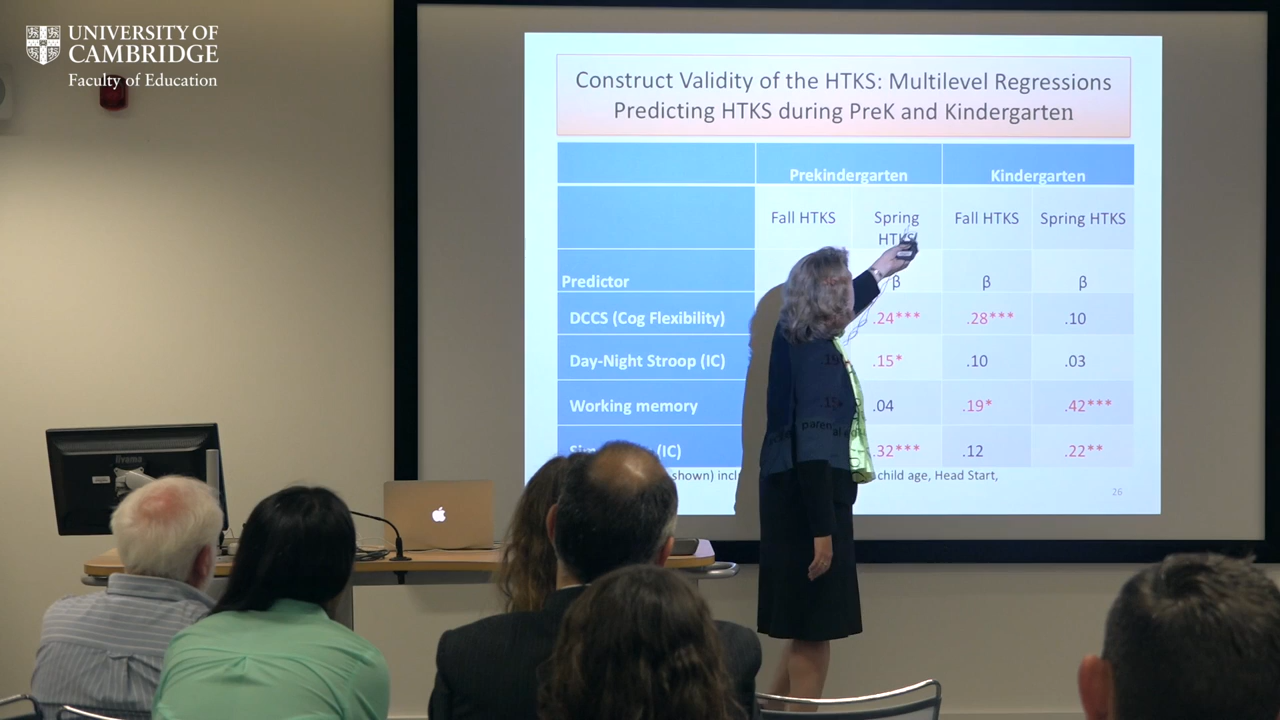 UNIVERSITY OF
CAMBRIDGE
Faculty of Education
Construct Validity of the HTKS: Multilevel Regressions
Predicting HTKS during PreK and Kindergarten
Prekindergarten Kindergarten
Fall HTKS Spring HTKS Fall HTKS Spring HTKS
Predictor β β β
DCCS (Cog Flexibility) .24*** .28*** .10
Day-Night Stroop (IC) .15* .10 .03
Working memory .04 .19* .42***
(IC) .32*** .12 .22**
shown) child age, Head Start,
26